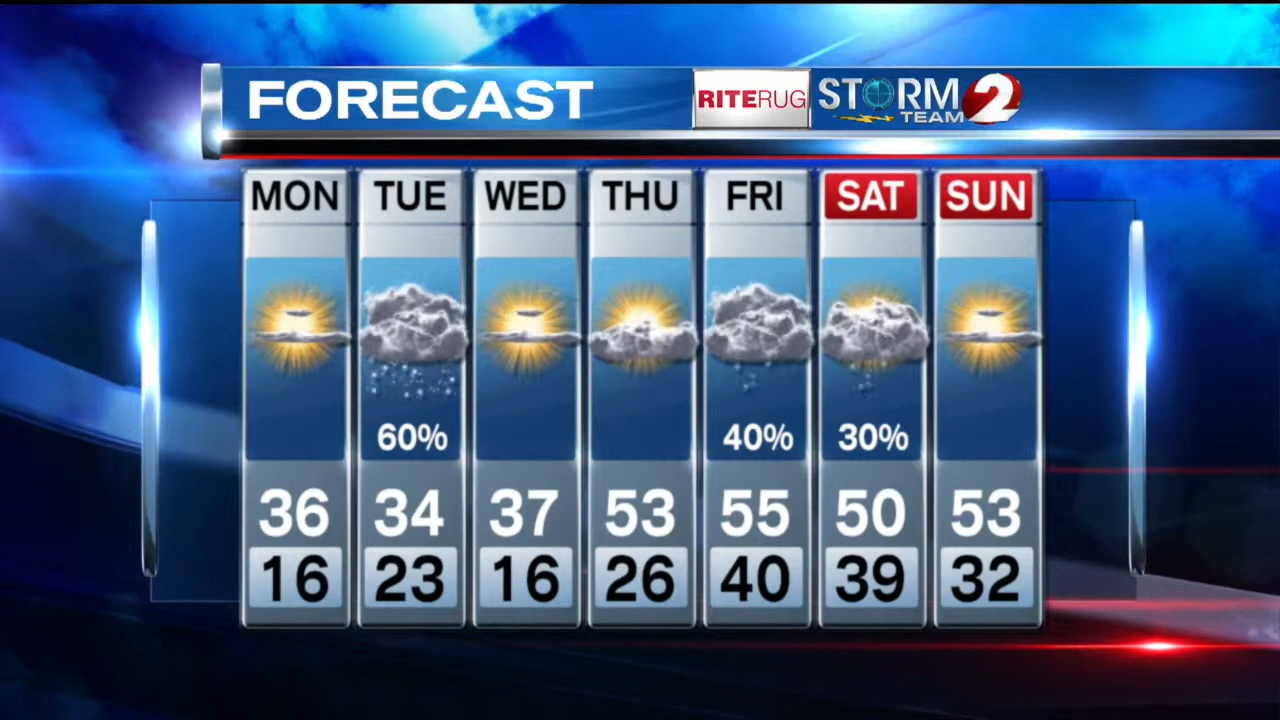 FORECAST
RITERUG
STORM
TEAM 2
MON TUE WED THU FRI SAT SUN
60% 40% 30%
36 34 37 53 55 50 53
16 23 16 26 40 39 32